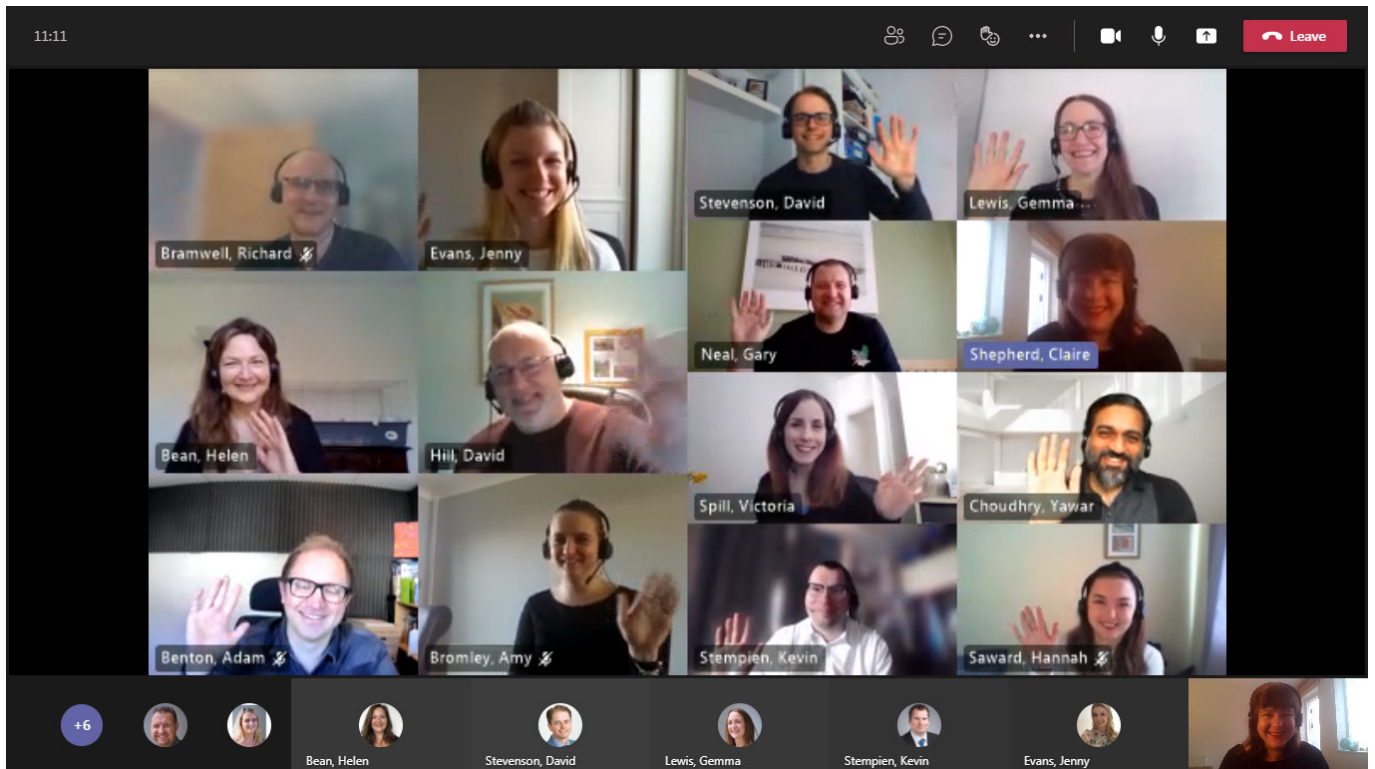 11:11
Leave
Bramwell, Richard
Evans, Jenny
Stevenson, David
Lewis, Gemma ...
Neal, Gary
Shepherd, Claire
Bean, Helen
Hill, David
Spill, Victoria
Choudhry, Yawar
Benton, Adam
Bromley, Amy
Stempien, Kevin
Saward, Hannah
+6
Bean, Helen
Stevenson, David
Lewis, Gemma
Stempien, Kevin
Evans, Jenny